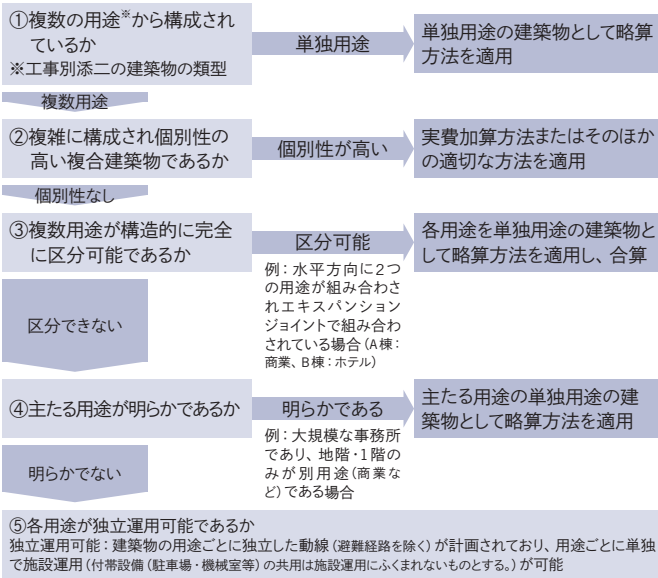 ①複数の用途※から構成され
ているか
※工事別添二の建築物の類型
単独用途
単独用途の建築物として略算
方法を適用
複数用途
②複雑に構成され個別性の
高い複合建築物であるか
個別性が高い
実費加算方法またはそのほか
の適切な方法を適用
個別性なし
③複数用途が構造的に完全
に区分可能であるか
区分可能
各用途を単独用途の建築物と
して略算方法を適用し、合算
例：水平方向に2つ
の用途が組み合わさ
れエキスパンション
ジョイントで組み合わ
されている場合（A棟：
商業、B棟：ホテル）
区分できない
④主たる用途が明らかであるか
明らかである
主たる用途の単独用途の建
築物として略算方法を適用
例：大規模な事務所
であり、地階・1階の
みが別用途（商業な
ど）である場合
明らかでない
⑤各用途が独立運用可能であるか
独立運用可能：建築物の用途ごとに独立した動線（避難経路を除く）が計画されており、用途ごとに単独
で施設運用（付帯設備（駐車場・機械室等）の共用は施設運用にふくまれないものとする。）が可能